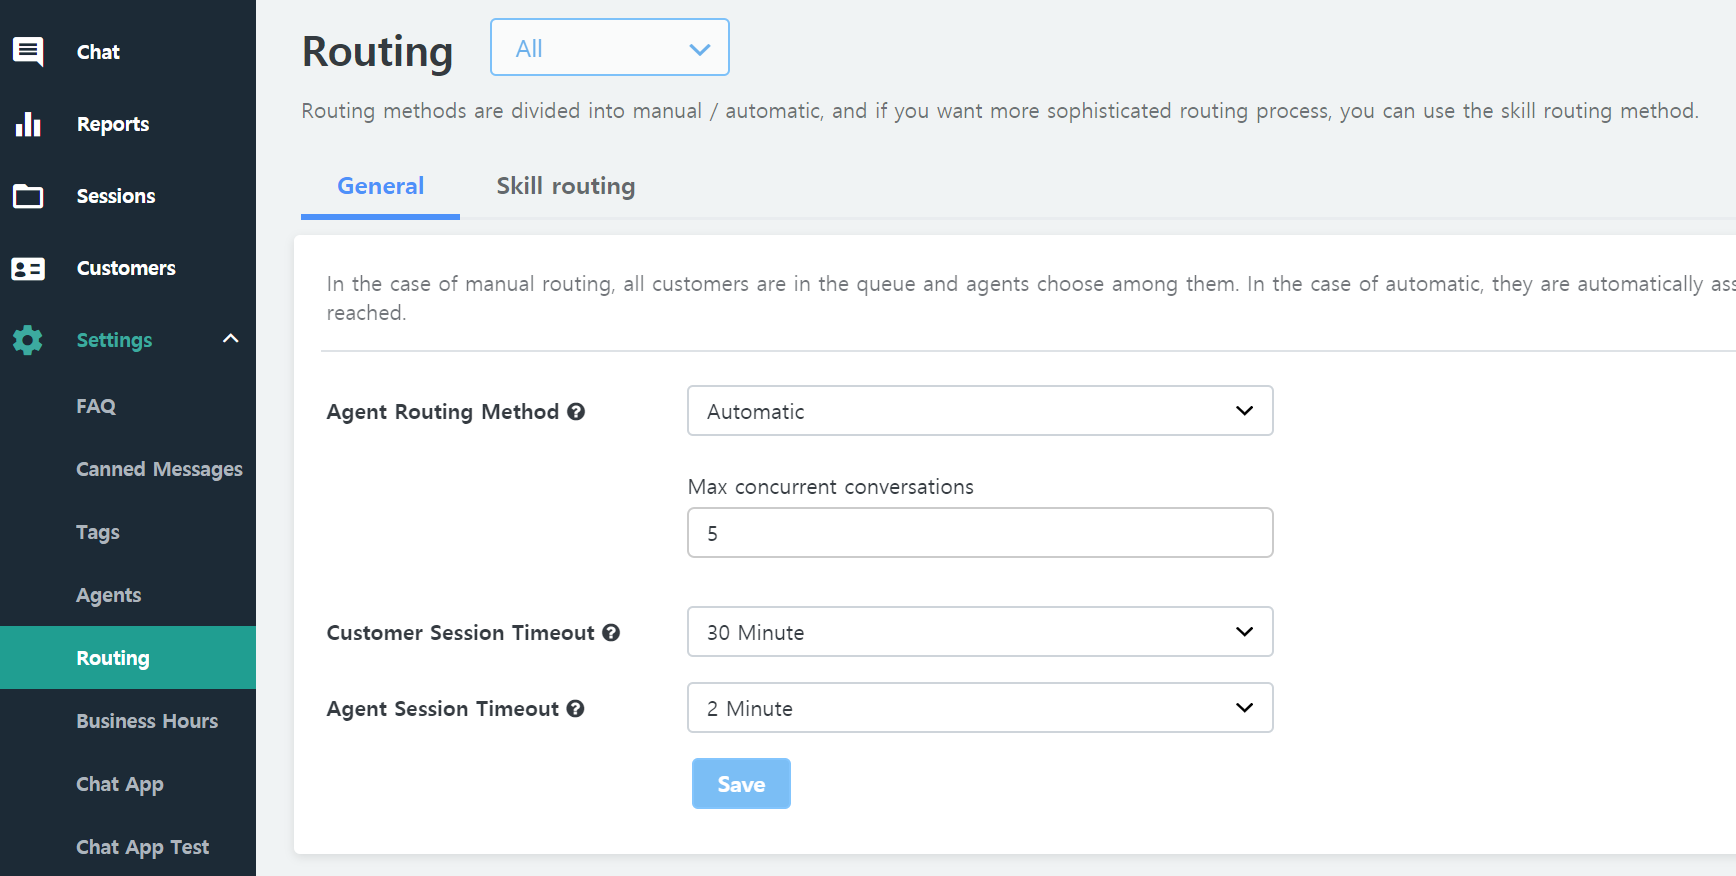 Chat
Reports
Sessions
Customers
Settings
FAQ
Canned Messages
Tags
Agents
Routing
Business Hours
Chat App
Chat App Test
Routing
All
Routing methods are divided into manual / automatic, and if you want more sophisticated routing process, you can use the skill routing method.
General
Skill routing
In the case of manual routing, all customers are in the queue and agents choose among them. In the case of automatic, they are automatically ass
reached.
Agent Routing Method
Automatic
Max concurrent conversations
5
Customer Session Timeout
30 Minute
Agent Session Timeout
2 Minute
Save